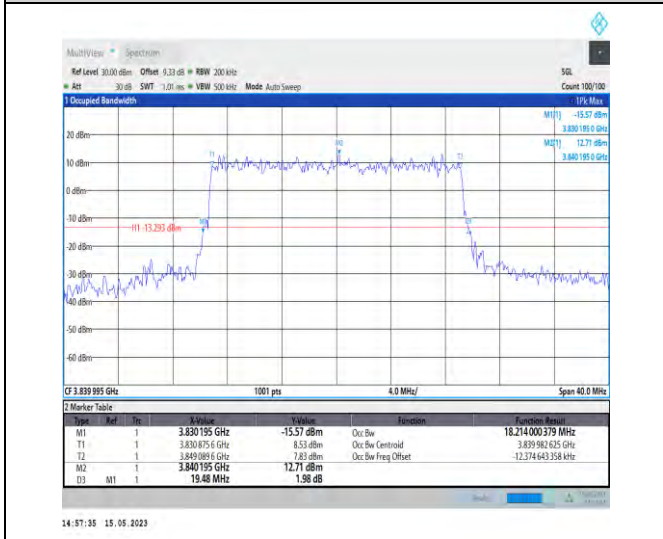 MultiView Spectrum
Ref Level 30.00 dBm Offset 9.33 dB RBW 200 kHz SGL
Att 30 dB SWT 1.01 ms VBW 500 kHz Mode Auto Sweep Count 100/100
1 Occupied Bandwidth 1Pk Max
M1[1] -15.57 dBm
3.830 195 0 GHz
M2[1] 12.71 dBm
3.840 195 0 GHz
20 dBm
M2
T1 T2
10 dBm
0 dBm
-10 dBm
H1 -13.293 dBm
-20 dBm
-30 dBm
-40 dBm
-50 dBm
-60 dBm
CF 3.839 995 GHz 1001 pts 4.0 MHz/ Span 40.0 MHz
2 Marker Table
Type Ref Trc X-Value Y-Value Function Function Result
M1 1 3.830 195 GHz -15.57 dBm Occ Bw 18.214 000 379 MHz
T1 1 3.830 875 6 GHz 8.53 dBm Occ Bw Centroid 3.839 982 625 GHz
T2 1 3.849 089 6 GHz 7.83 dBm Occ Bw Freq Offset -12.374 643 358 kHz
M2 1 3.840 195 GHz 12.71 dBm
D3 M1 1 19.48 MHz 1.98 dB
14:57:35 15.05.2023